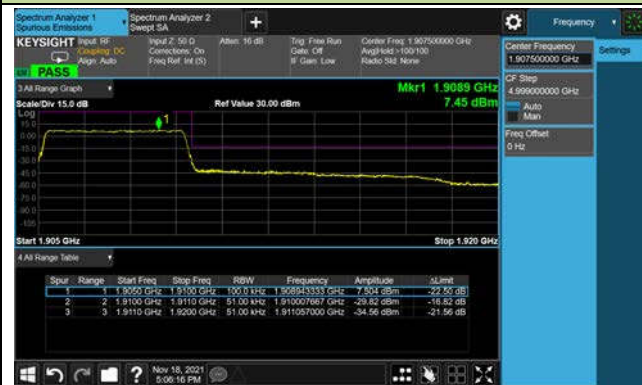 Spectrum Analyzer 1
Spurious Emissions
Spectrum Analyzer 2
Swept SA
+
Frequency
KEYSIGHT
Input: RF
Coupling: DC
Align: Auto
Input Z: 50 Ω
Corrections: On
Freq Ref: Int (S)
Atten: 16 dB
Trig: Free Run
Gate: Off
IF Gain: Low
Center Freq: 1.907500000 GHz
Avg|Hold:>100/100
Radio Std: None
PASS
Center Frequency
1.907500000 GHz
Settings
CF Step
4.999000000 GHz
Auto
Man
Freq Offset
0 Hz
3 All Range Graph
Mkr1 1.9089 GHz
Scale/Div 15.0 dB
Ref Value 30.00 dBm
7.45 dBm
Log
15.0
0.00
-15.0
-30.0
-45.0
-60.0
-75.0
-90.0
-105
1
Start 1.905 GHz
Stop 1.920 GHz
4 All Range Table
Spur Range Start Freq Stop Freq RBW Frequency Amplitude ΔLimit
1 1 1.9050 GHz 1.9100 GHz 100.0 kHz 1.908943333 GHz 7.504 dBm -22.50 dB
2 2 1.9100 GHz 1.9110 GHz 51.00 kHz 1.910007667 GHz -29.82 dBm -16.82 dB
3 3 1.9110 GHz 1.9200 GHz 51.00 kHz 1.911057000 GHz -34.56 dBm -21.56 dB
?
Nov 18, 2021
5:06:16 PM